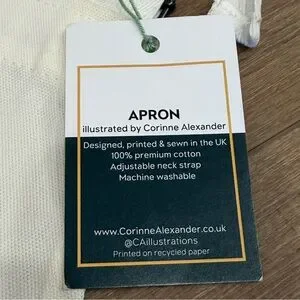 APRON
illustrated by Corinne Alexander
Designed, printed & sewn in the UK
100% premium cotton
Adjustable neck strap
Machine washable
www.CorinneAlexander.co.uk
@CAillustrations
Printed on recycled paper